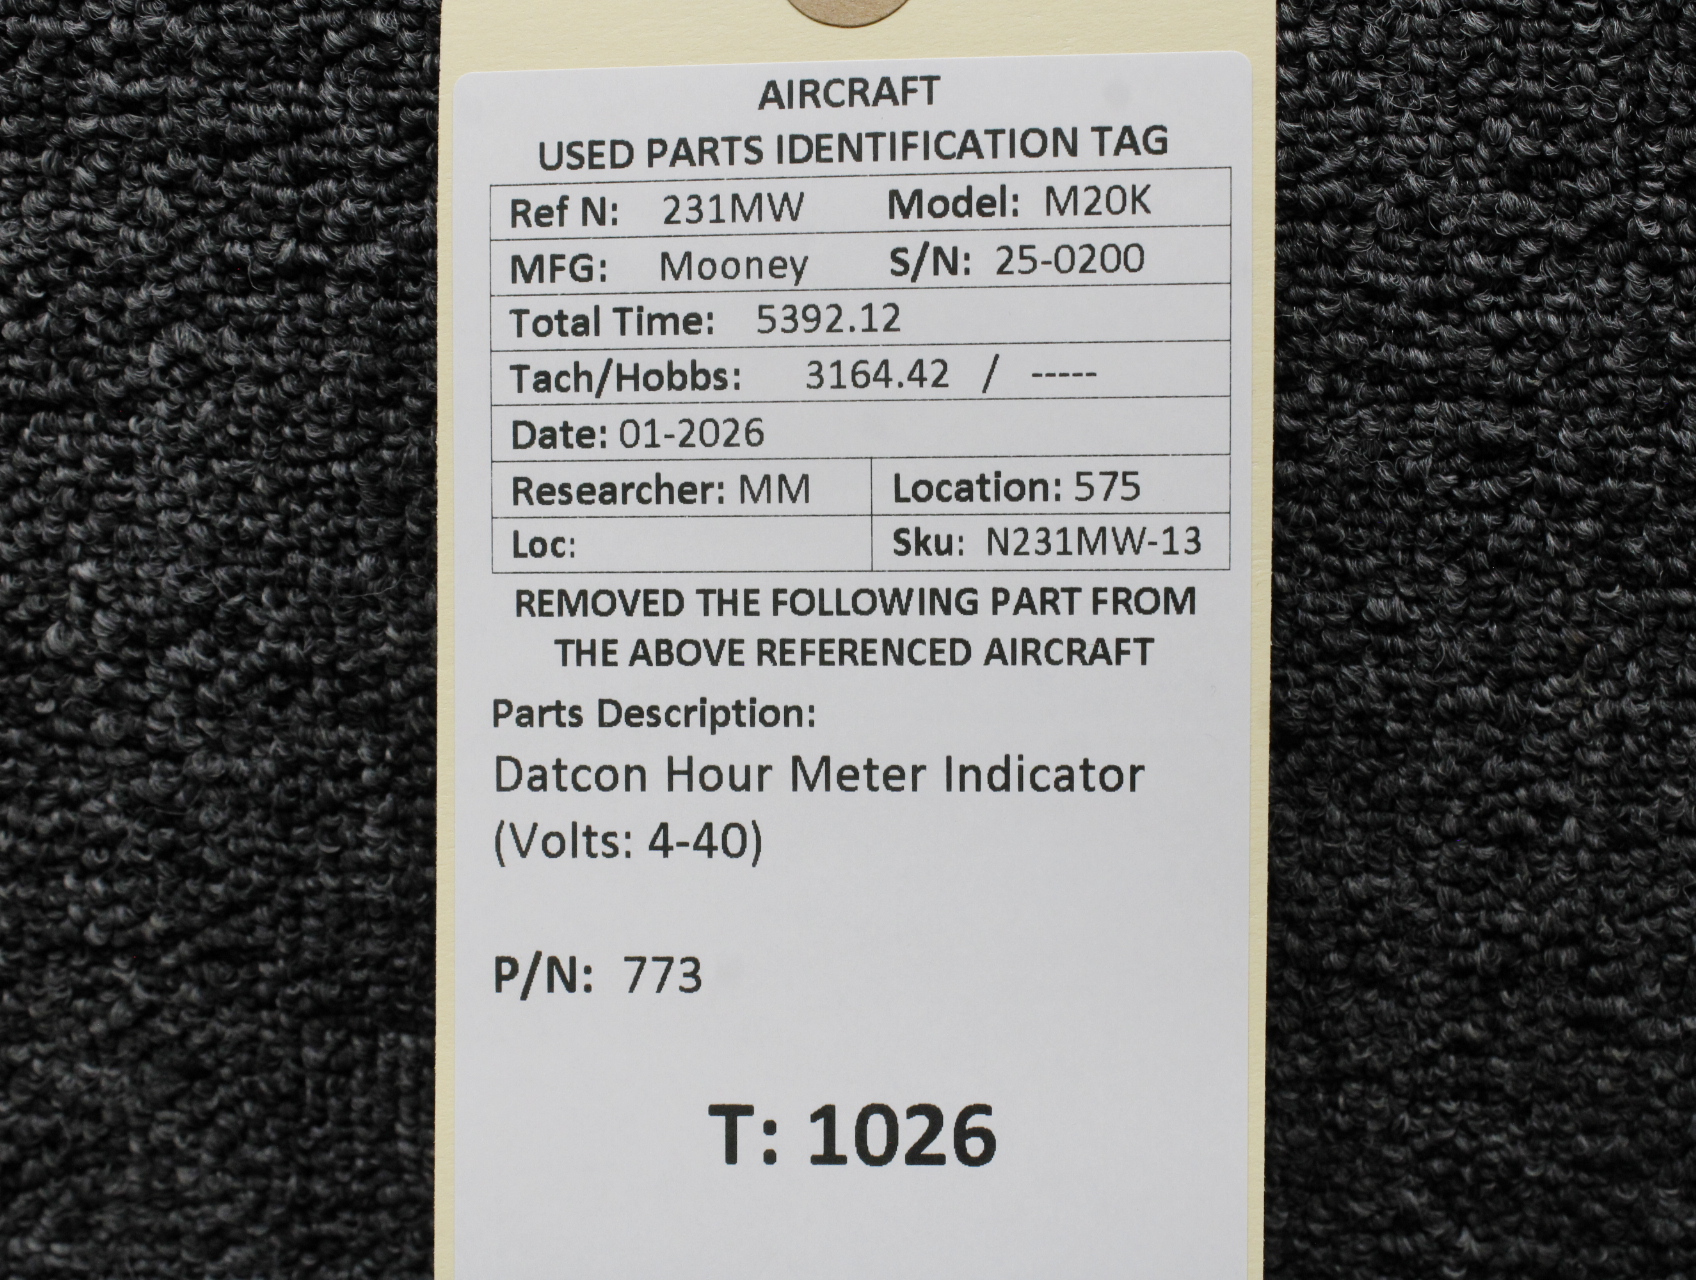 AIRCRAFT
USED PARTS IDENTIFICATION TAG
Ref N: 231MW Model: M20K
MFG: Mooney S/N: 25-0200
Total Time: 5392.12
Tach/Hobbs: 3164.42 / -----
Date: 01-2026
Researcher: MM Location: 575
Loc: Sku: N231MW-13
REMOVED THE FOLLOWING PART FROM
THE ABOVE REFERENCED AIRCRAFT
Parts Description:
Datcon Hour Meter Indicator
(Volts: 4-40)
P/N: 773
T: 1026